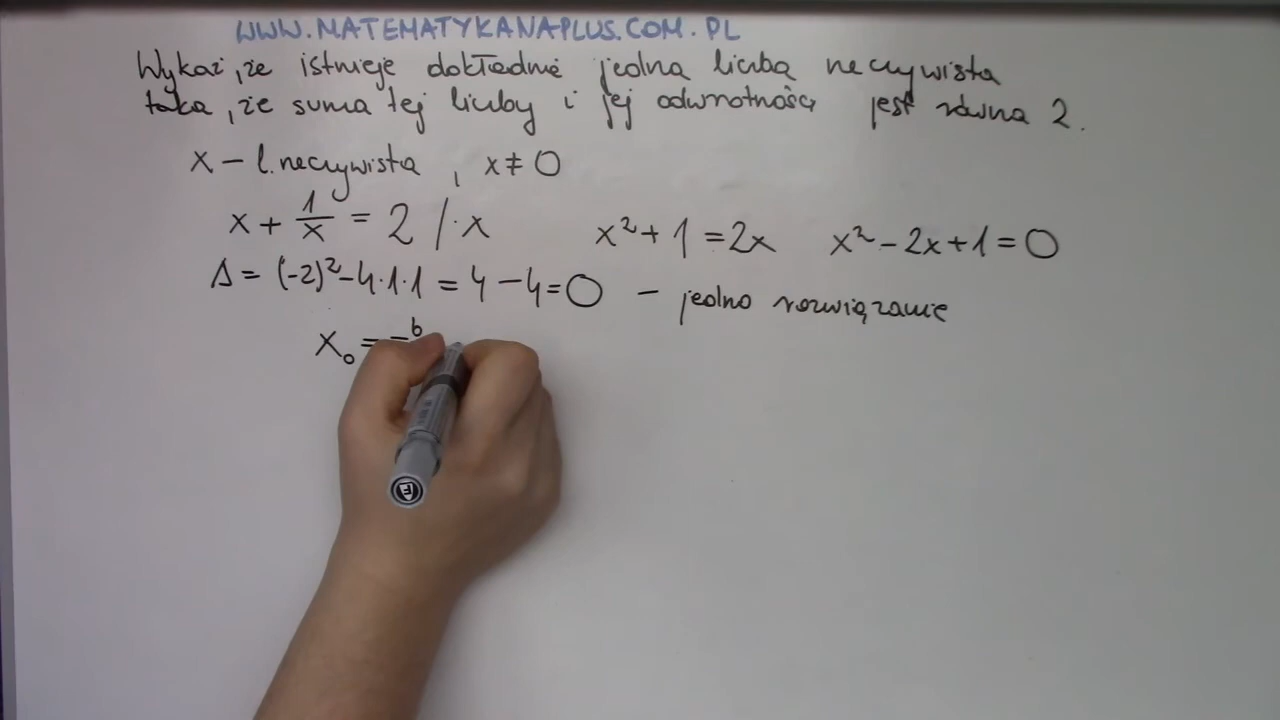 WWW.MATEMATYKANAPLUS.COM.PL
Wykaż, że istnieje dokładnie jedna liczba rzeczywista
taka, że suma tej liczby i jej odwrotności jest równa 2.
x - l. rzeczywista, x ≠ 0
x + 1/x = 2 /·x x² + 1 = 2x x² - 2x + 1 = 0
Δ = (-2)² - 4·1·1 = 4 - 4 = 0 - jedno rozwiązanie
x₀ = -b